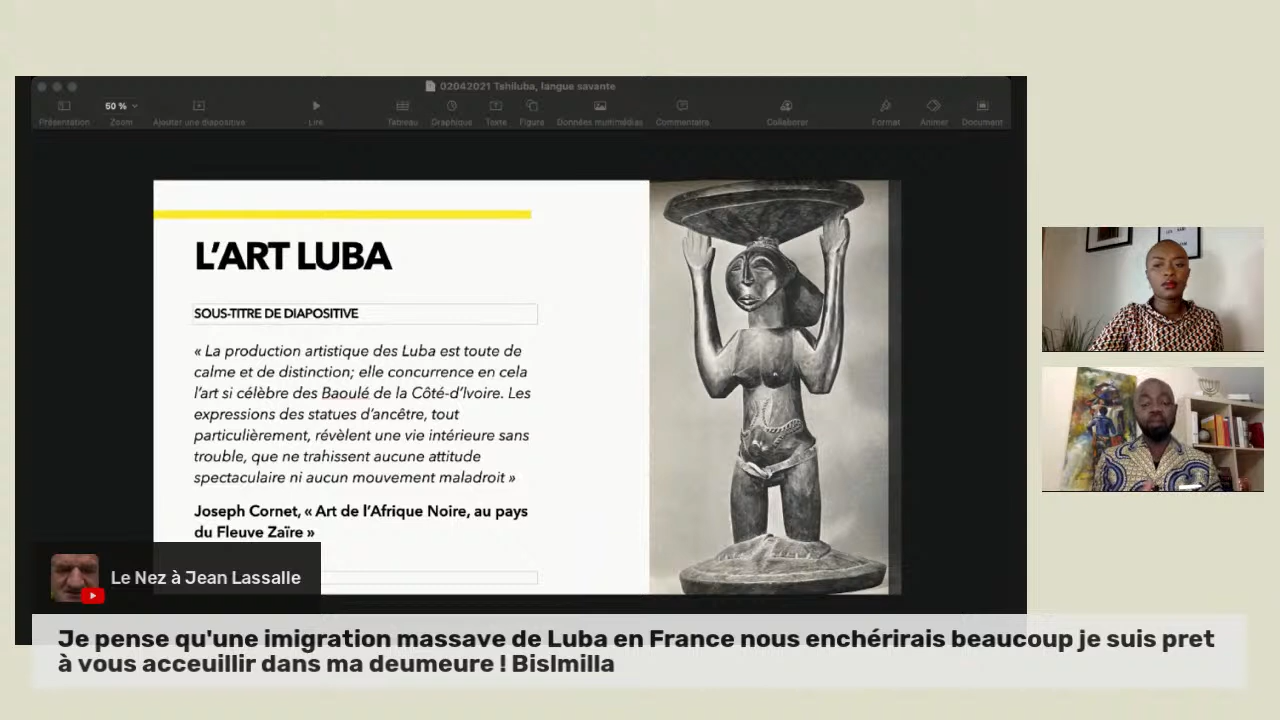 02042021 Tshiluba, langue savante
50 %
Présentation Zoom Ajouter une diapositive Lire Tableau Graphique Texte Figure Données multimédias Commentaire Collaborer Format Animer Document
L'ART LUBA
SOUS-TITRE DE DIAPOSITIVE
« La production artistique des Luba est toute de
calme et de distinction; elle concurrence en cela
l'art si célèbre des Baoulé de la Côté-d'Ivoire. Les
expressions des statues d'ancêtre, tout
particulièrement, révèlent une vie intérieure sans
trouble, que ne trahissent aucune attitude
spectaculaire ni aucun mouvement maladroit »
Joseph Cornet, « Art de l'Afrique Noire, au pays
du Fleuve Zaïre »
Le Nez à Jean Lassalle
Je pense qu'une imigration massave de Luba en France nous enchérirais beaucoup je suis pret
à vous acceuillir dans ma deumeure ! Bislmilla